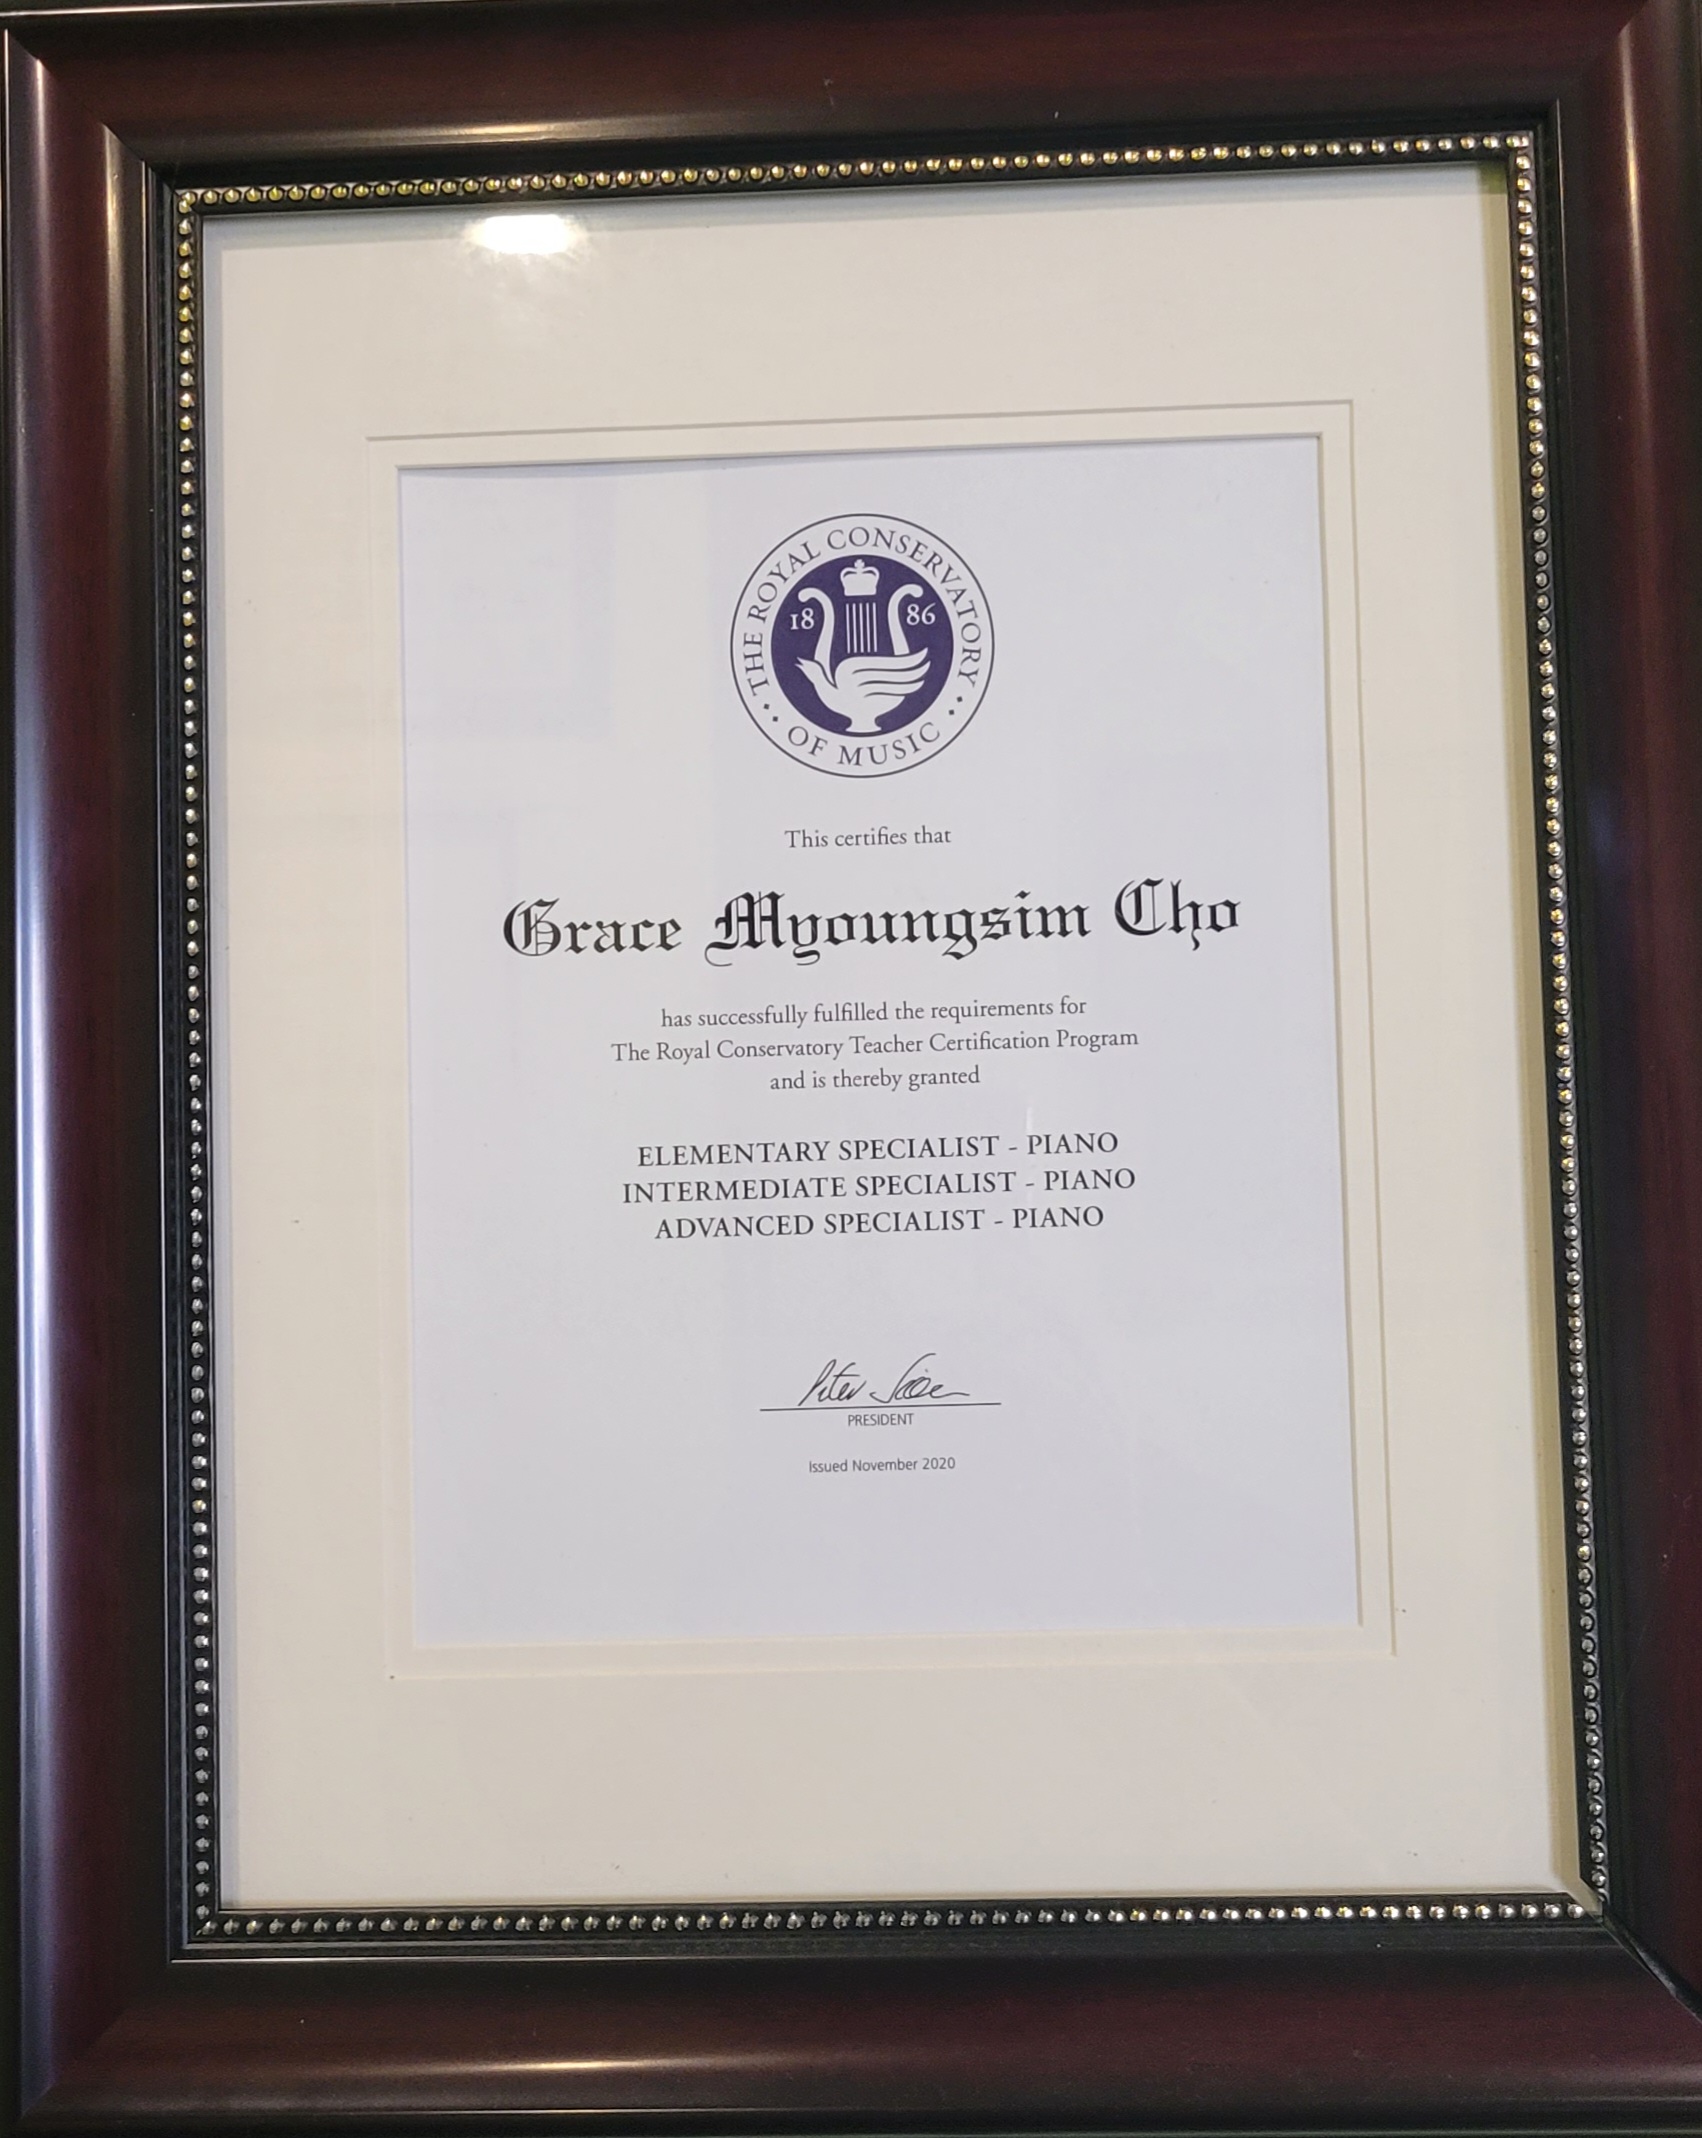 THE ROYAL CONSERVATORY
18 86
OF MUSIC
This certifies that
Grace Myoungsim Cho
has successfully fulfilled the requirements for
The Royal Conservatory Teacher Certification Program
and is thereby granted
ELEMENTARY SPECIALIST - PIANO
INTERMEDIATE SPECIALIST - PIANO
ADVANCED SPECIALIST - PIANO
PRESIDENT
Issued November 2020